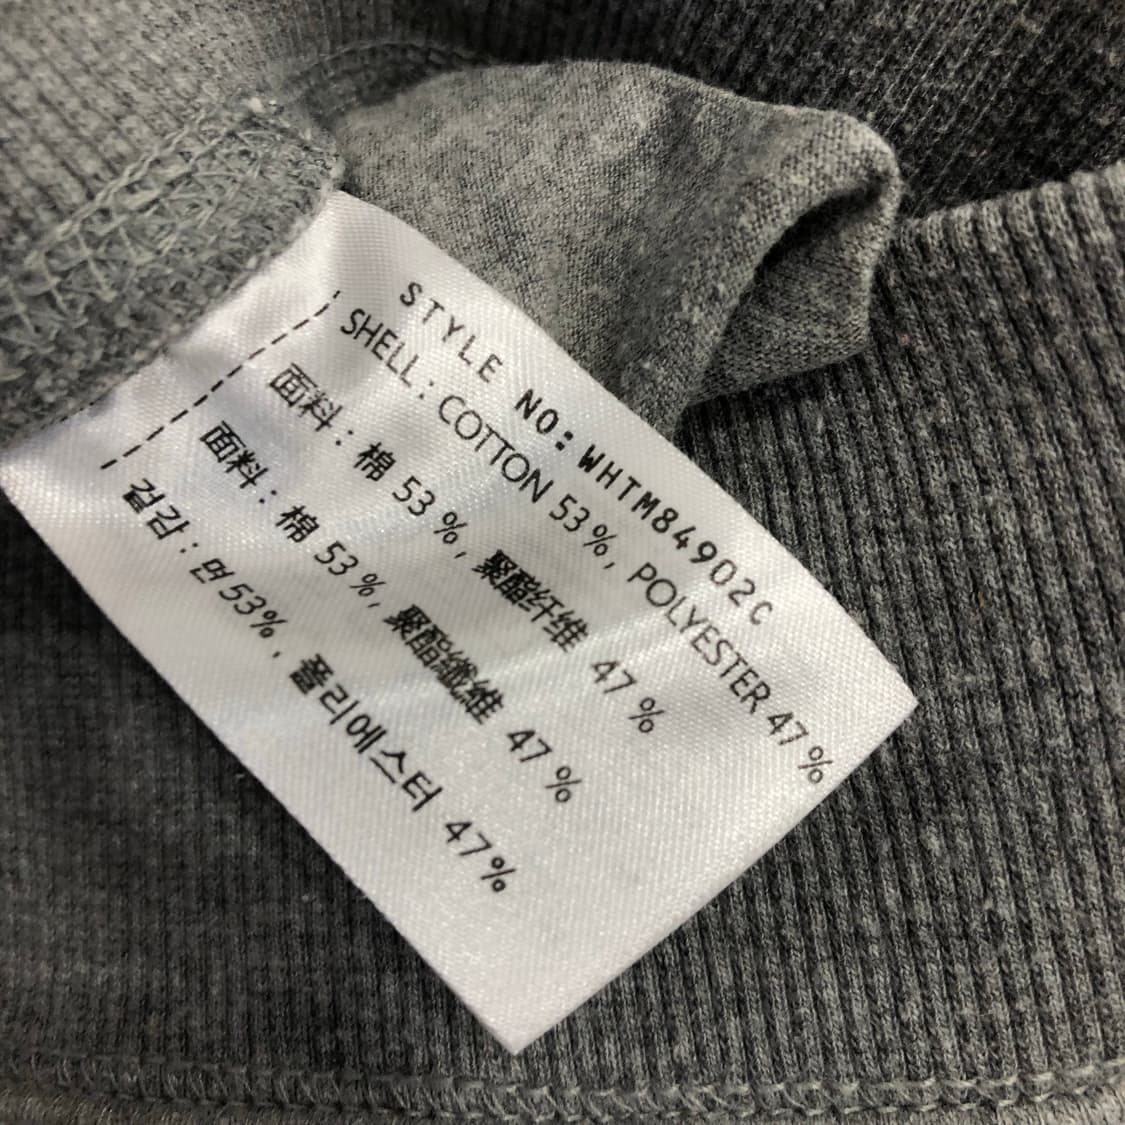 STYLE NO:WHTM84902C
SHELL: COTTON 53%, POLYESTER 47%
面料: 棉 53%, 聚酯纤维 47%
面料: 棉 53%, 聚酯纖維 47%
겉감: 면 53%, 폴리에스터 47%